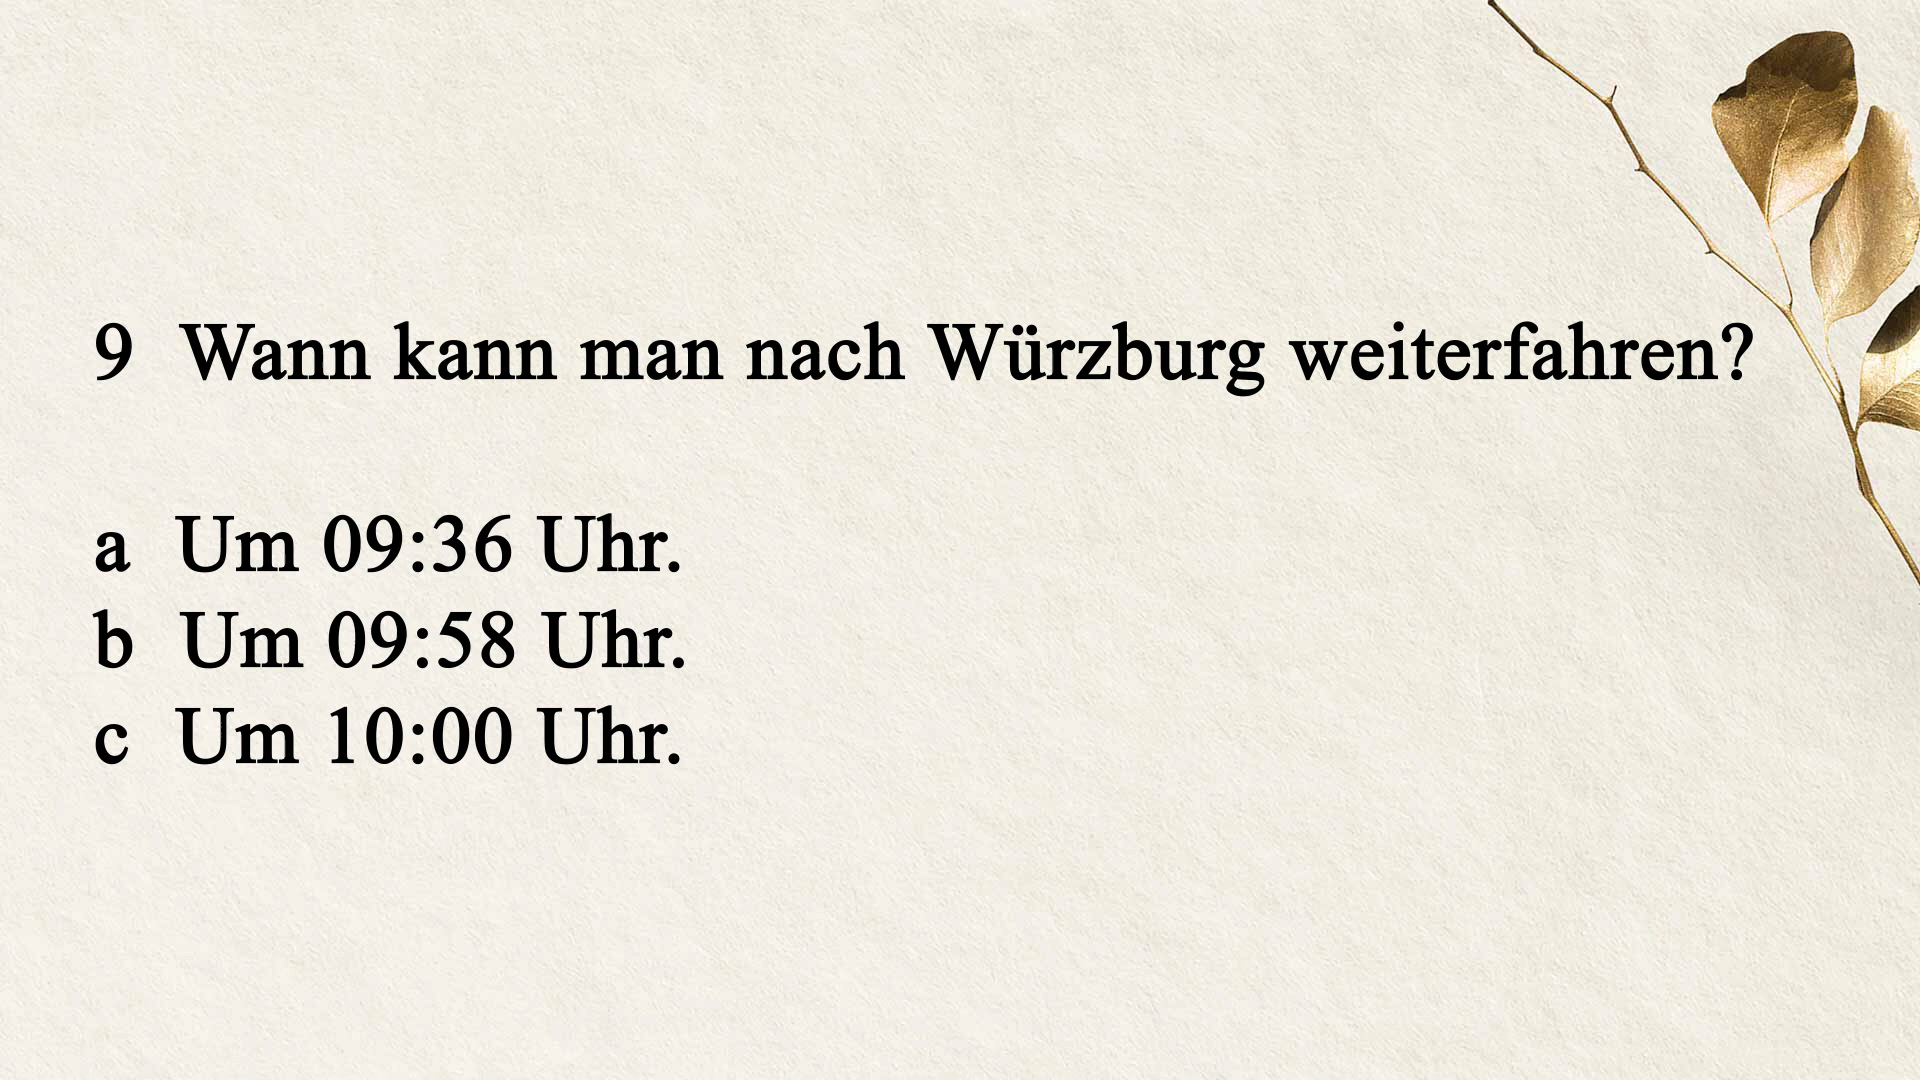 9 Wann kann man nach Würzburg weiterfahren?
a Um 09:36 Uhr.
b Um 09:58 Uhr.
c Um 10:00 Uhr.